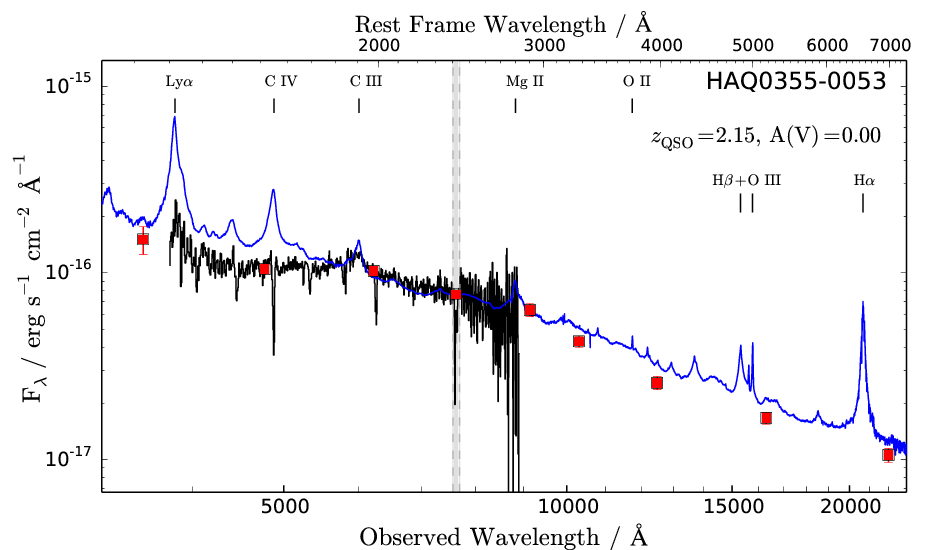 Rest Frame Wavelength / Å
2000 3000 4000 5000 6000 7000
Lyα C IV C III Mg II O II HAQ0355-0053
z_QSO=2.15, A(V)=0.00
Hβ+O III Hα
10^-15
10^-16
10^-17
F_λ / erg s^-1 cm^-2 Å^-1
5000 10000 15000 20000
Observed Wavelength / Å